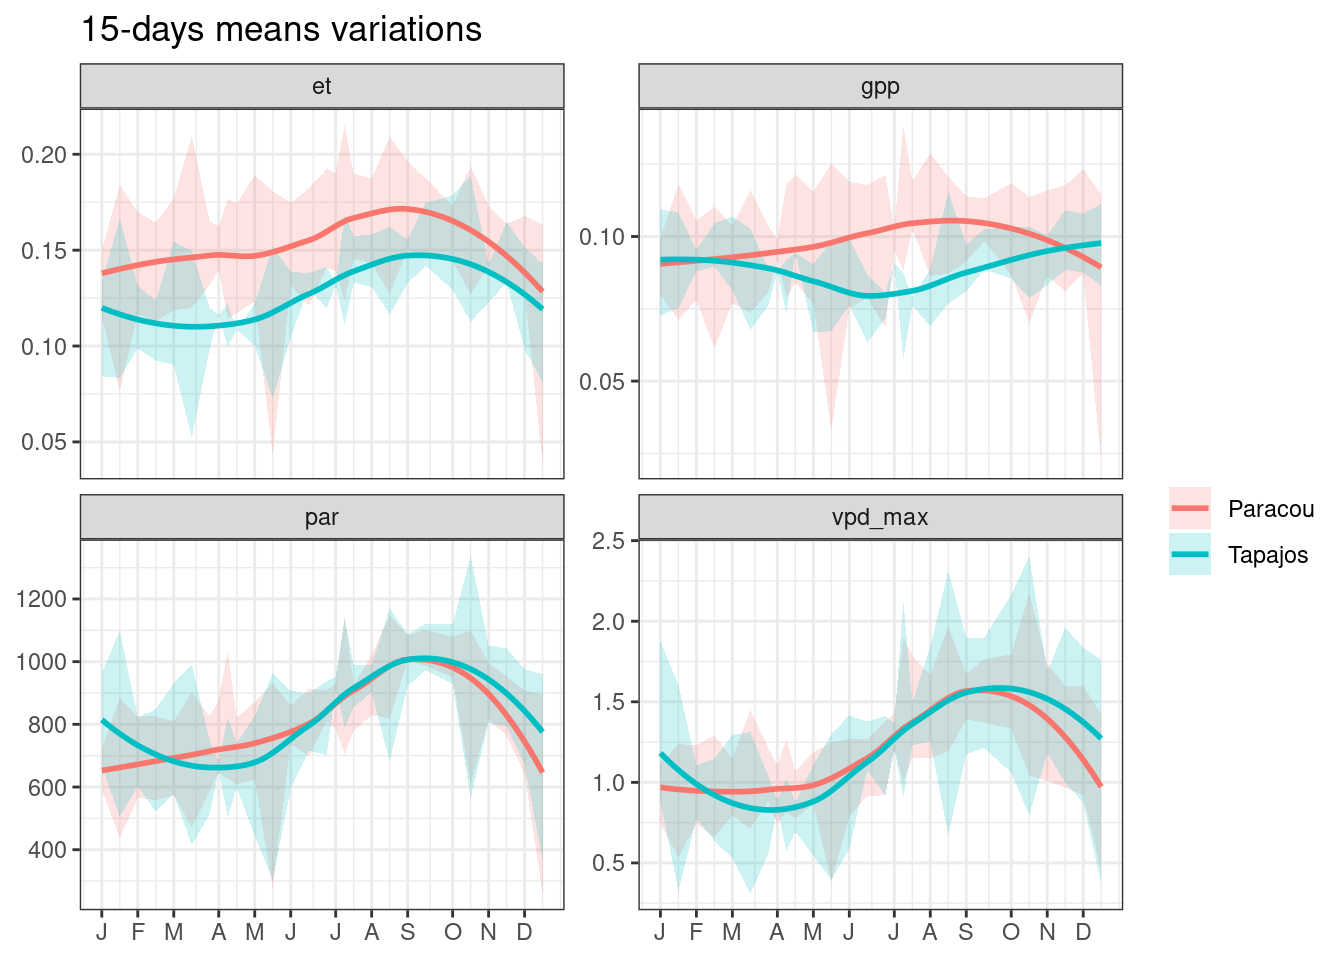 15-days means variations
et
gpp
0.20
0.15
0.10
0.05
0.10
0.05
par
vpd_max
1200
1000
800
600
400
2.5
2.0
1.5
1.0
0.5
J F M A M J J A S O N D
J F M A M J J A S O N D
Paracou
Tapajos